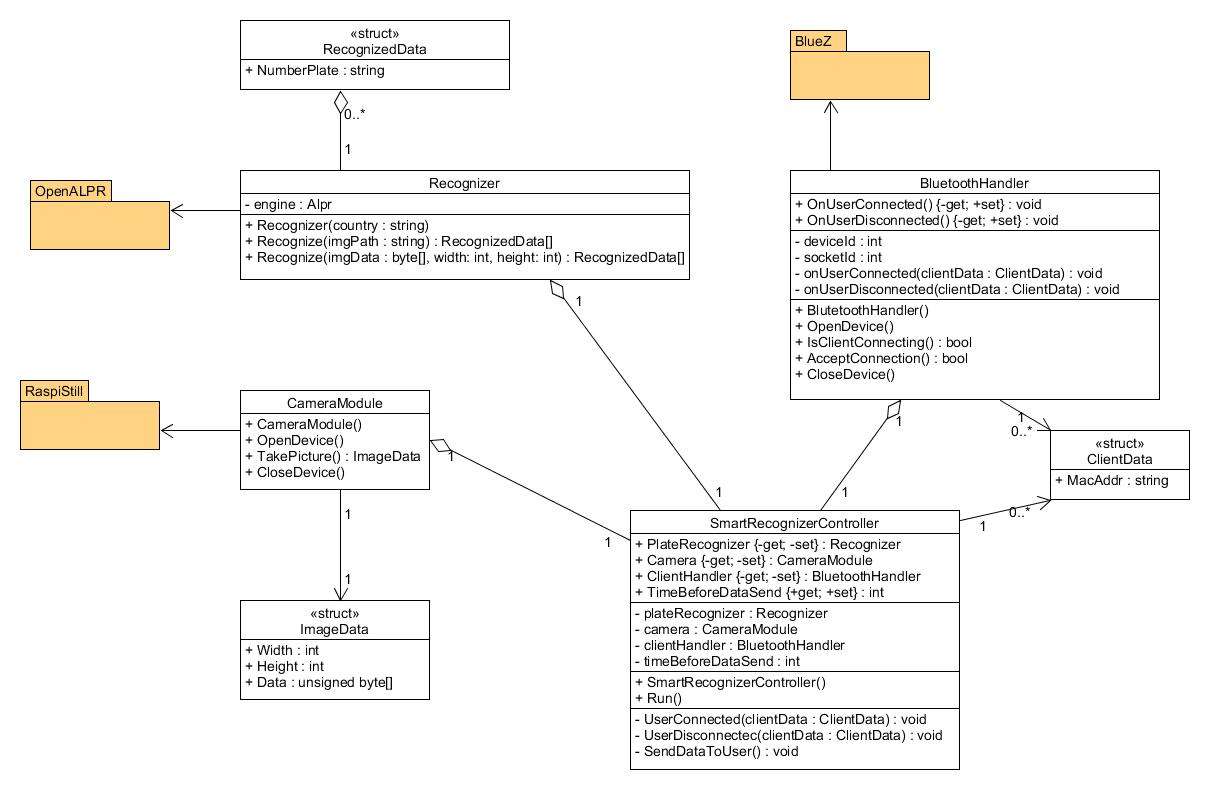 «struct»
RecognizedData
+ NumberPlate : string
0..*
1
BlueZ
OpenALPR
Recognizer
- engine : Alpr
+ Recognizer(country : string)
+ Recognize(imgPath : string) : RecognizedData[]
+ Recognize(imgData : byte[], width: int, height: int) : RecognizedData[]
1
1
BluetoothHandler
+ OnUserConnected() {-get; +set} : void
+ OnUserDisconnected() {-get; +set} : void
- deviceId : int
- socketId : int
- onUserConnected(clientData : ClientData) : void
- onUserDisconnected(clientData : ClientData) : void
+ BlutetoothHandler()
+ OpenDevice()
+ IsClientConnecting() : bool
+ AcceptConnection() : bool
+ CloseDevice()
1
1
1
0..*
RaspiStill
CameraModule
+ CameraModule()
+ OpenDevice()
+ TakePicture() : ImageData
+ CloseDevice()
1
1
1
1
«struct»
ClientData
+ MacAddr : string
0..*
1
«struct»
ImageData
+ Width : int
+ Height : int
+ Data : unsigned byte[]
SmartRecognizerController
+ PlateRecognizer {-get; -set} : Recognizer
+ Camera {-get; -set} : CameraModule
+ ClientHandler {-get; -set} : BluetoothHandler
+ TimeBeforeDataSend {+get; +set} : int
- plateRecognizer : Recognizer
- camera : CameraModule
- clientHandler : BluetoothHandler
- timeBeforeDataSend : int
+ SmartRecognizerController()
+ Run()
- UserConnected(clientData : ClientData) : void
- UserDisconnectec(clientData : ClientData) : void
- SendDataToUser() : void